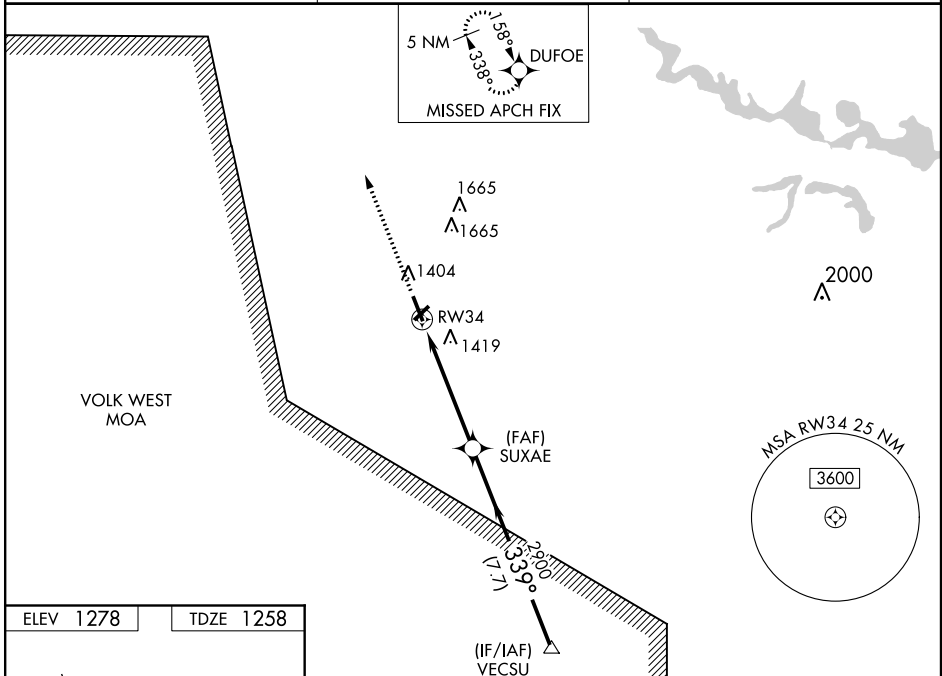 5 NM
158°
338°
DUFOE
MISSED APCH FIX
1665
1665
1404
2000
RW34
1419
VOLK WEST
MOA
(FAF)
SUXAE
MSA RW34 25 NM
3600
2900
339°
(7.7)
ELEV 1278
TDZE 1258
(IF/IAF)
VECSU